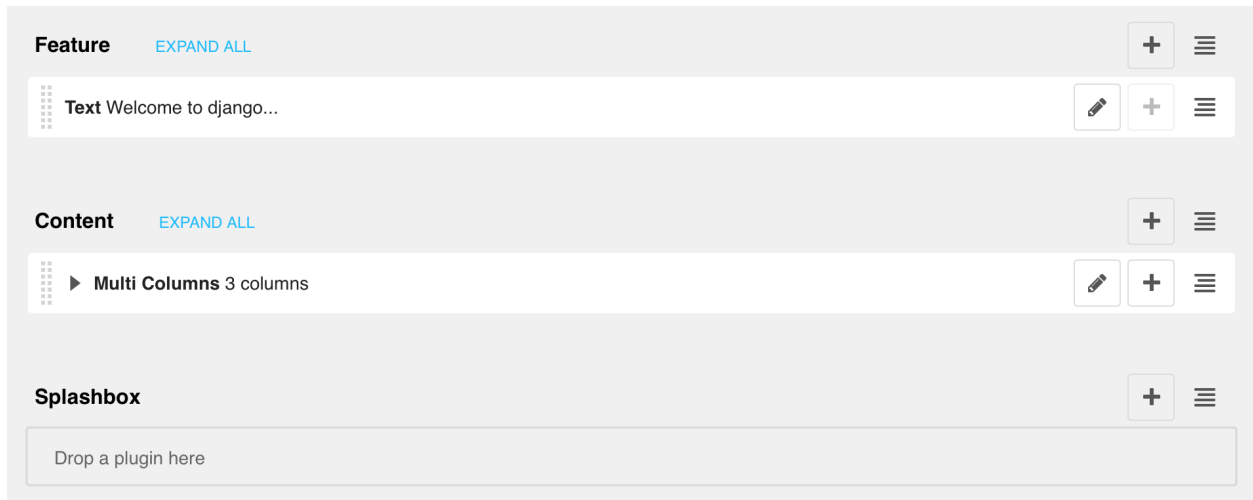 Feature EXPAND ALL
Text Welcome to django...
Content EXPAND ALL
Multi Columns 3 columns
Splashbox
Drop a plugin here